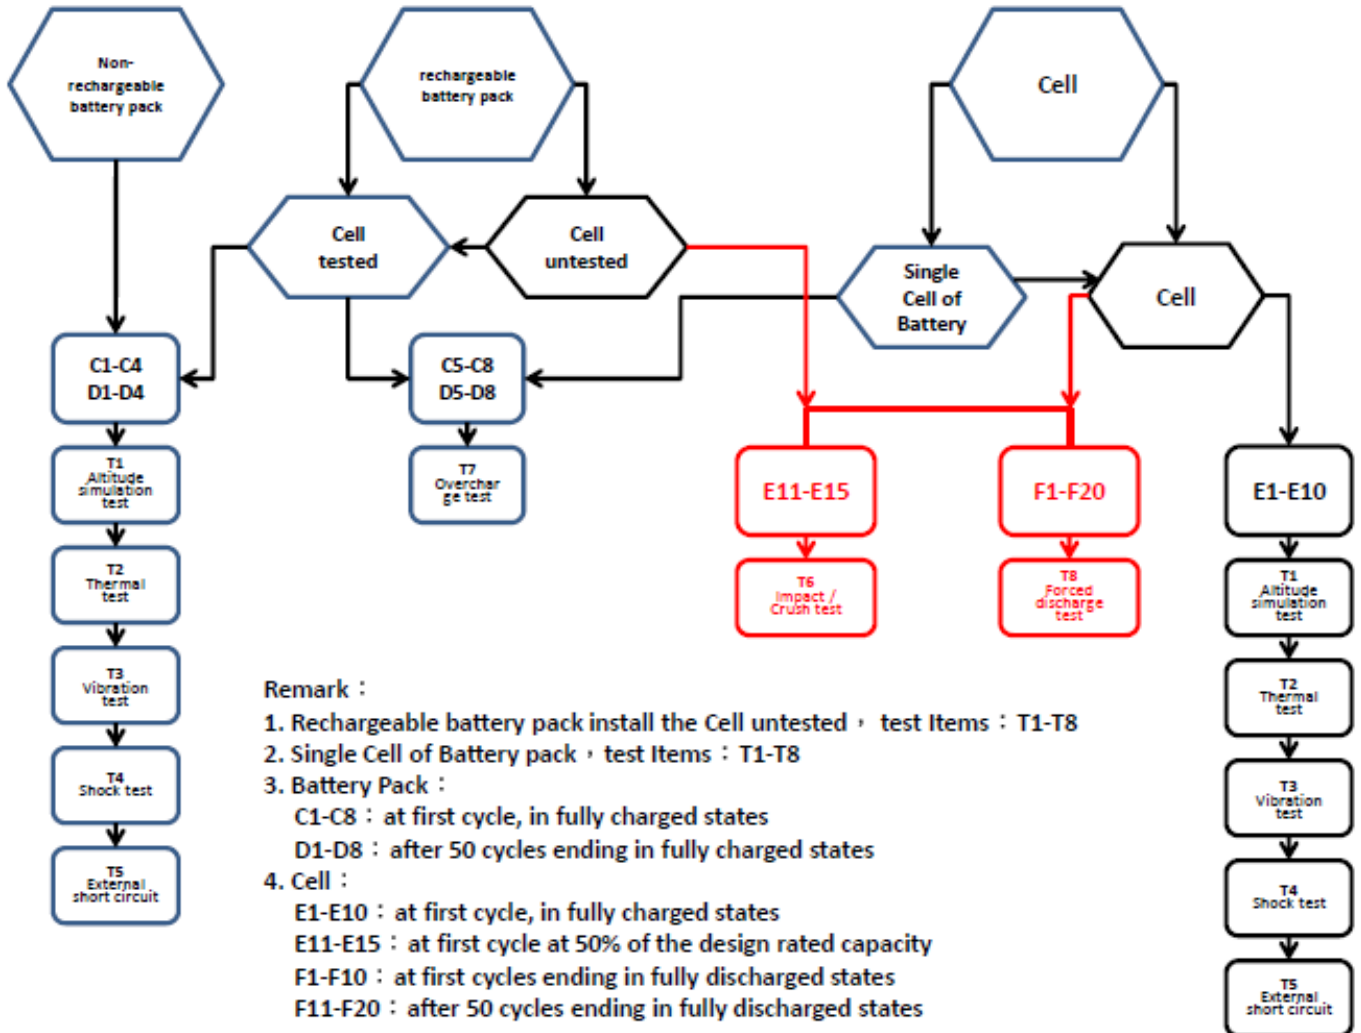 Non-
rechargeable
battery pack
rechargeable
battery pack
Cell
Cell
tested
Cell
untested
Single
Cell of
Battery
Cell
C1-C4
D1-D4
C5-C8
D5-D8
E11-E15
F1-F20
E1-E10
T1
Altitude
simulation
test
T2
Thermal
test
T3
Vibration
test
T4
Shock test
T5
External
short circuit
T7
Overchar
ge test
T6
Impact /
Crush test
T8
Forced
discharge
test
T1
Altitude
simulation
test
T2
Thermal
test
T3
Vibration
test
T4
Shock test
T5
External
short circuit
Remark：
1. Rechargeable battery pack install the Cell untested， test Items：T1-T8
2. Single Cell of Battery pack，test Items：T1-T8
3. Battery Pack：
C1-C8：at first cycle, in fully charged states
D1-D8：after 50 cycles ending in fully charged states
4. Cell：
E1-E10：at first cycle, in fully charged states
E11-E15：at first cycle at 50% of the design rated capacity
F1-F10：at first cycles ending in fully discharged states
F11-F20：after 50 cycles ending in fully discharged states